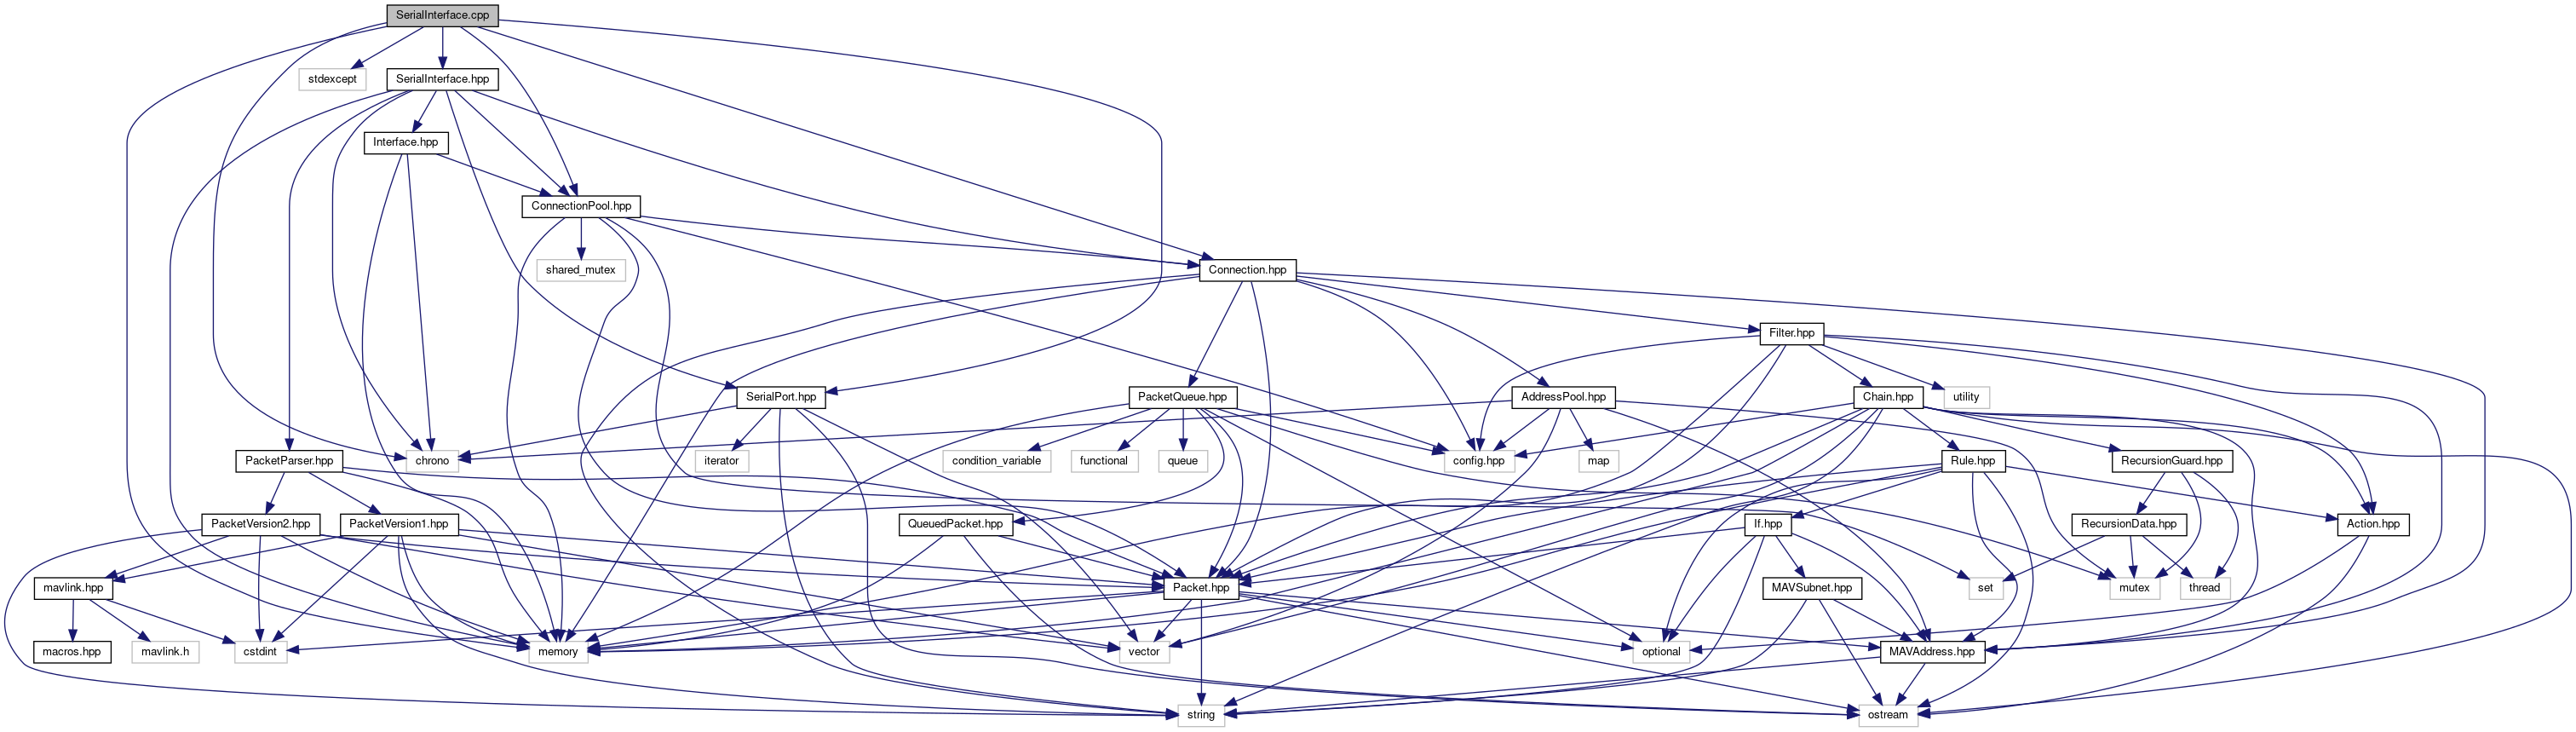 SerialInterface.cpp
stdexcept
SerialInterface.hpp
Interface.hpp
ConnectionPool.hpp
shared_mutex
Connection.hpp
Filter.hpp
SerialPort.hpp
PacketQueue.hpp
AddressPool.hpp
Chain.hpp
utility
PacketParser.hpp
chrono
iterator
condition_variable
functional
queue
config.hpp
map
Rule.hpp
RecursionGuard.hpp
PacketVersion2.hpp
PacketVersion1.hpp
QueuedPacket.hpp
If.hpp
RecursionData.hpp
Action.hpp
mavlink.hpp
Packet.hpp
MAVSubnet.hpp
set
mutex
thread
macros.hpp
mavlink.h
cstdint
memory
vector
optional
MAVAddress.hpp
string
ostream